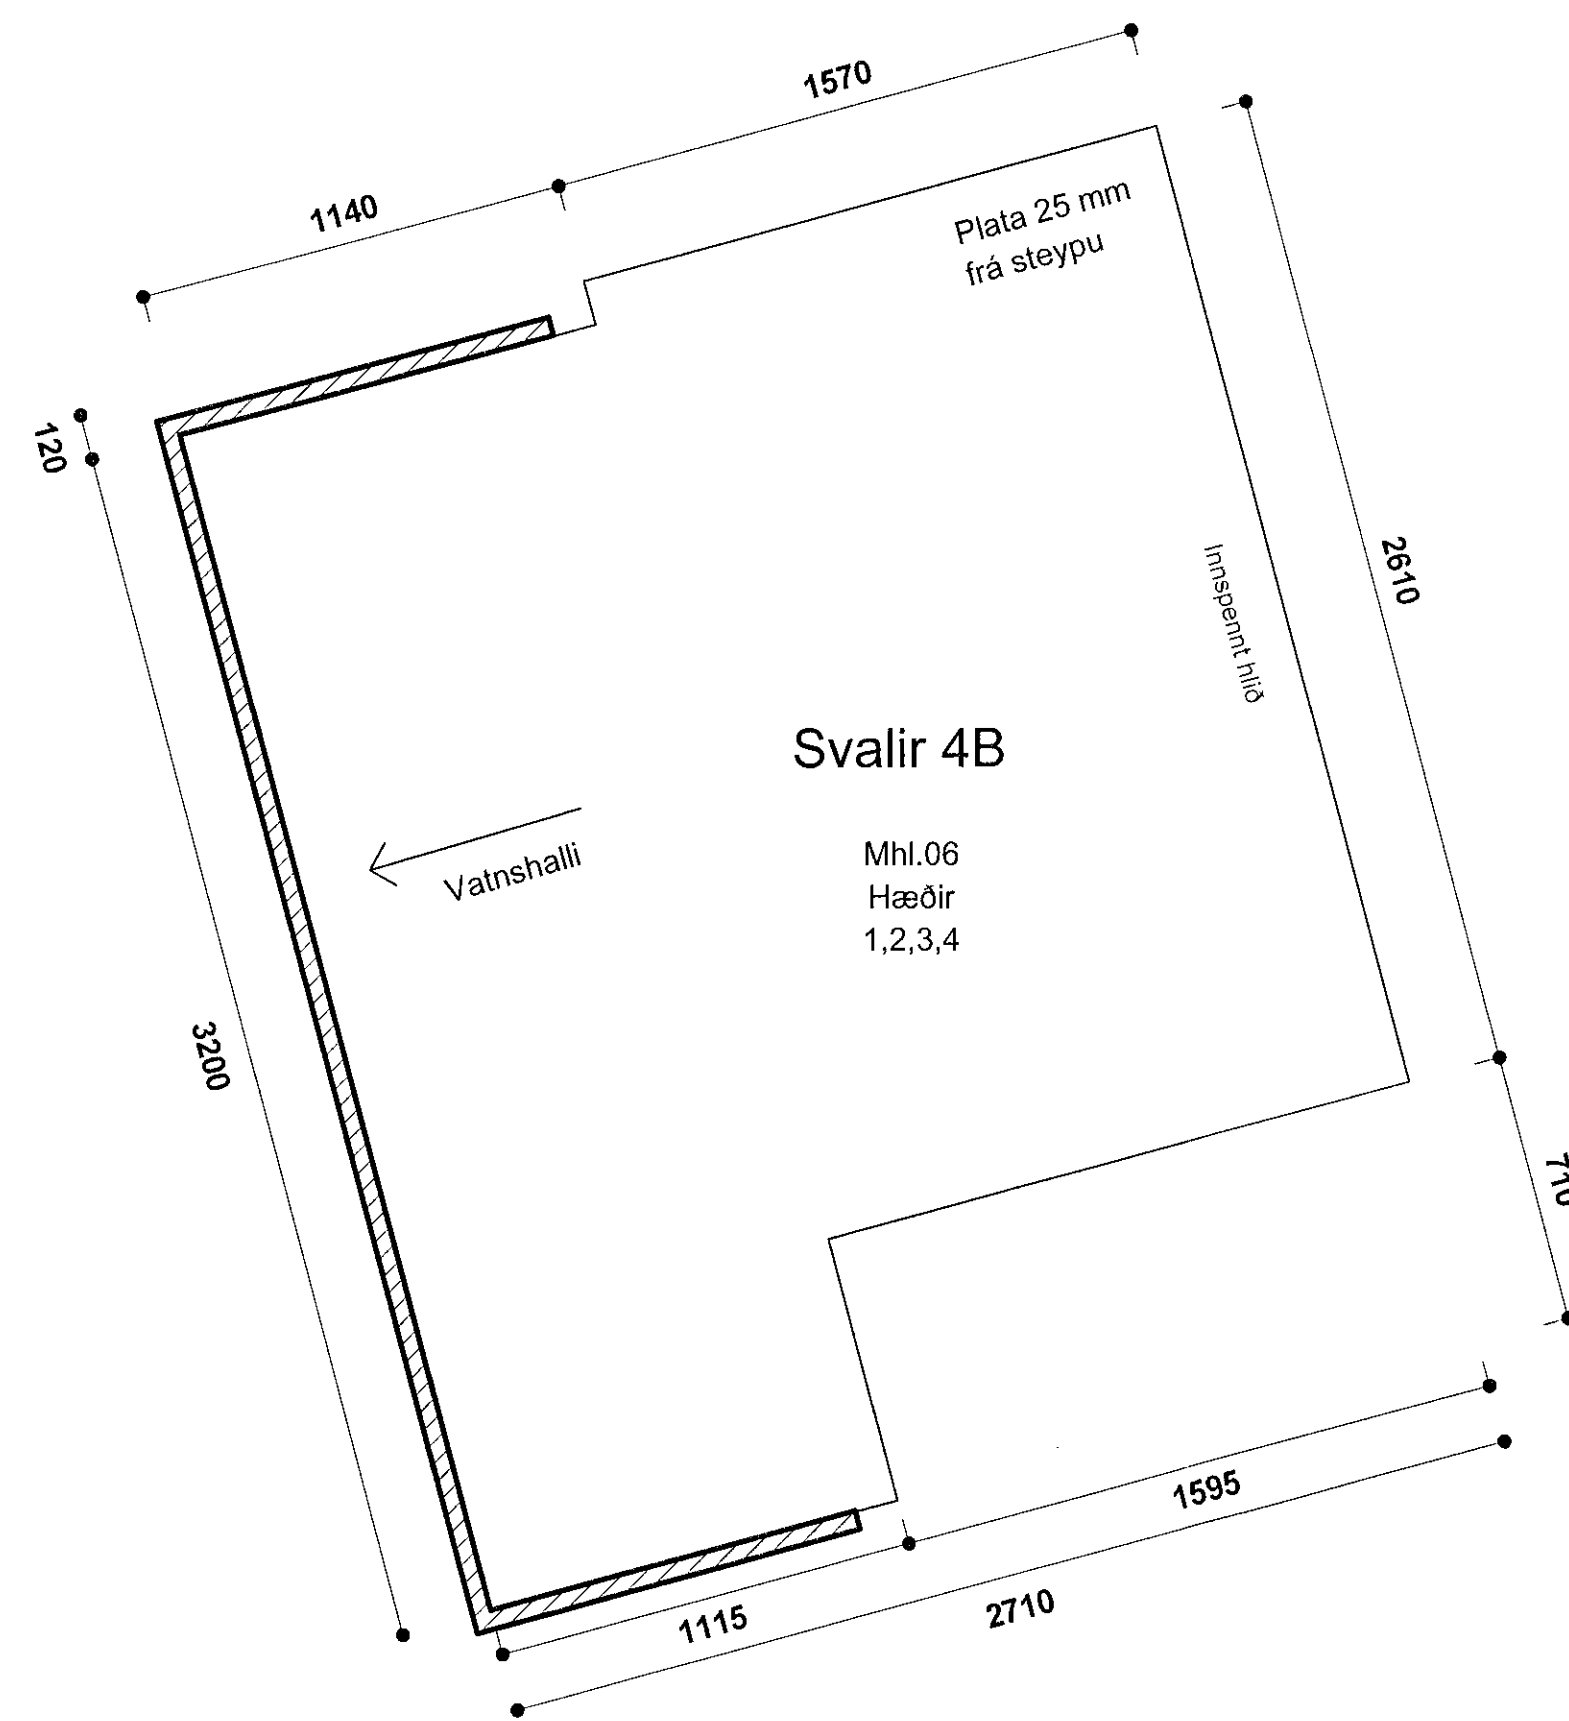 1570
1140
Plata 25 mm
frá steypu
120
2610
Innspennt hlið
Svalir 4B
Vatnshalli
Mhl.06
Hæðir
1,2,3,4
3200
710
1595
1115
2710